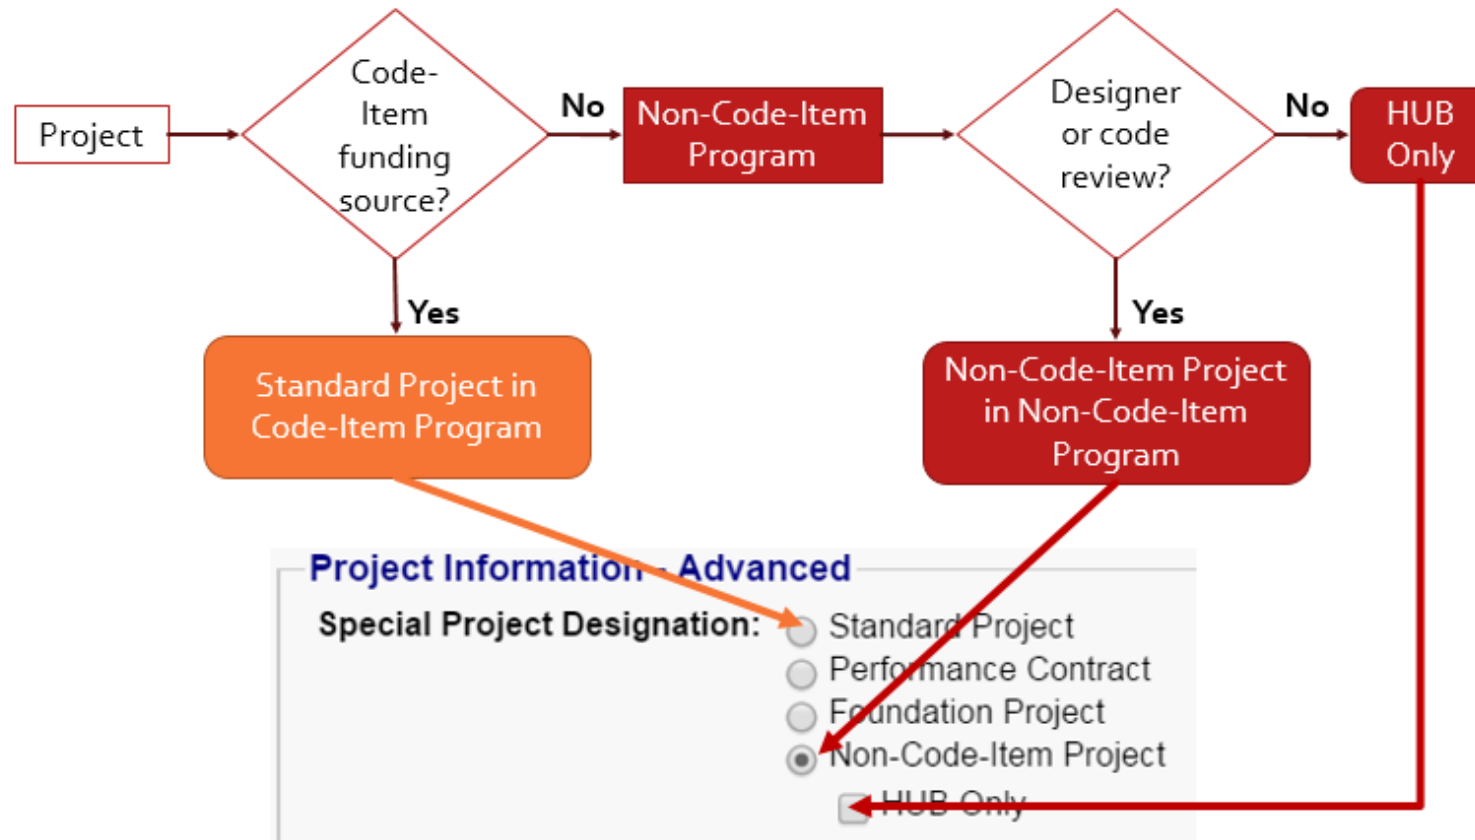 Project
Code-
Item
funding
source?
No
Non-Code-Item
Program
Designer
or code
review?
No
HUB
Only
Yes
Yes
Standard Project in
Code-Item Program
Non-Code-Item Project
in Non-Code-Item
Program
Project Information - Advanced
Special Project Designation:
Standard Project
Performance Contract
Foundation Project
Non-Code-Item Project
HUB Only